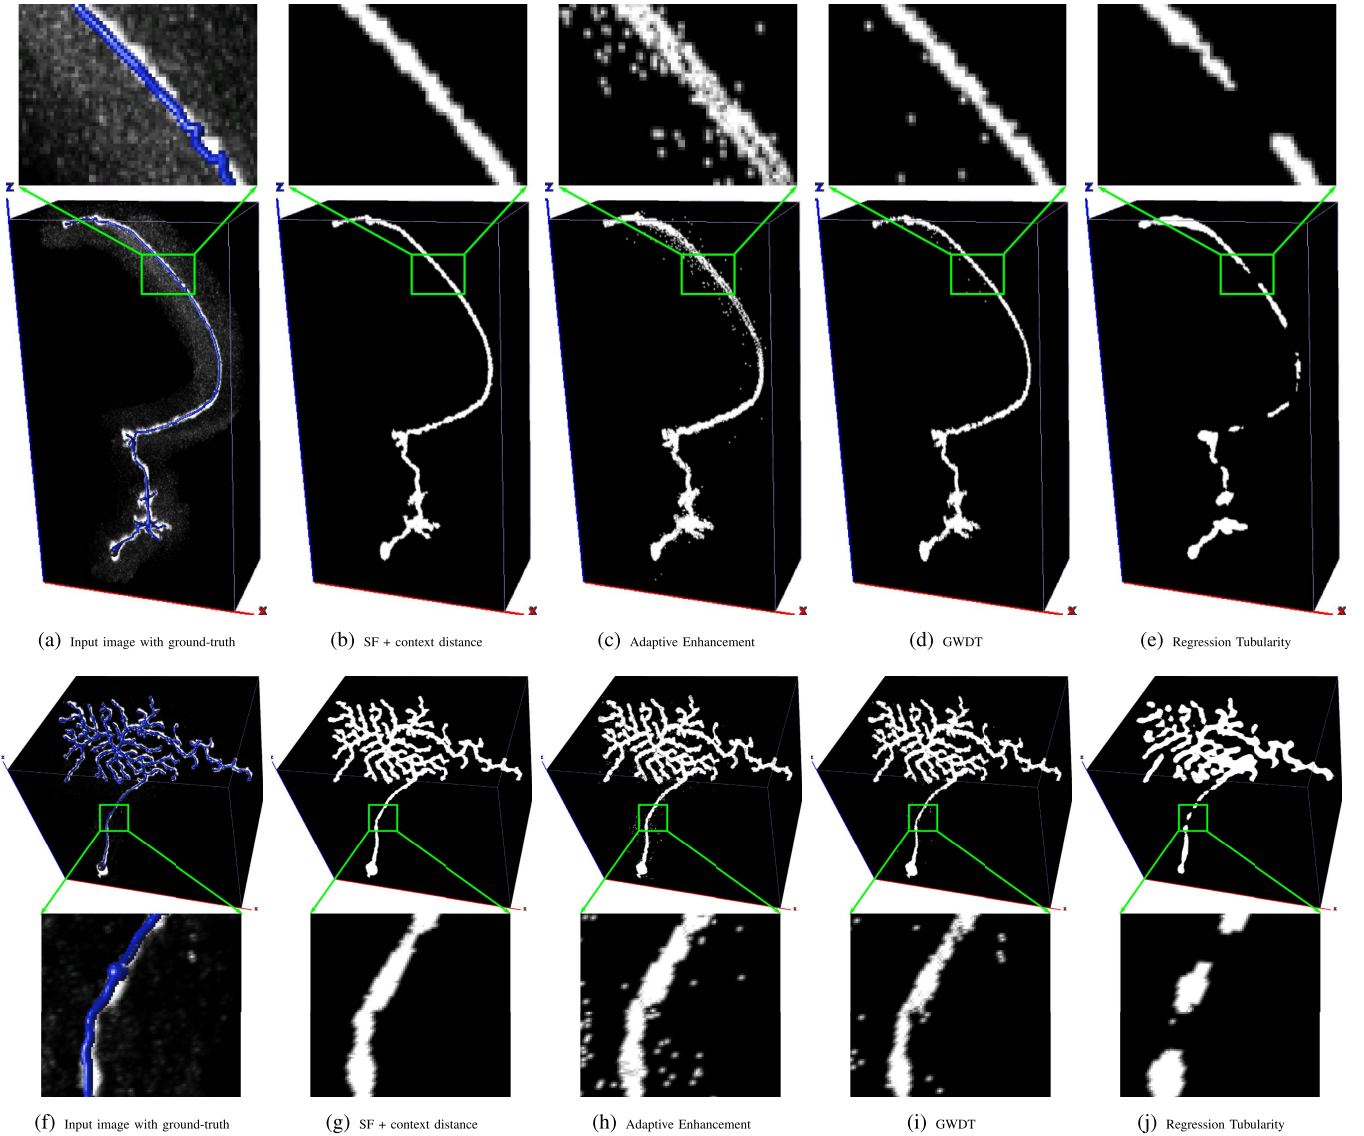 Z
Z
X
X
X
X
X
(a) Input image with ground-truth
(b) SF + context distance
(c) Adaptive Enhancement
(d) GWDT
(e) Regression Tubularity
(f) Input image with ground-truth
(g) SF + context distance
(h) Adaptive Enhancement
(i) GWDT
(j) Regression Tubularity